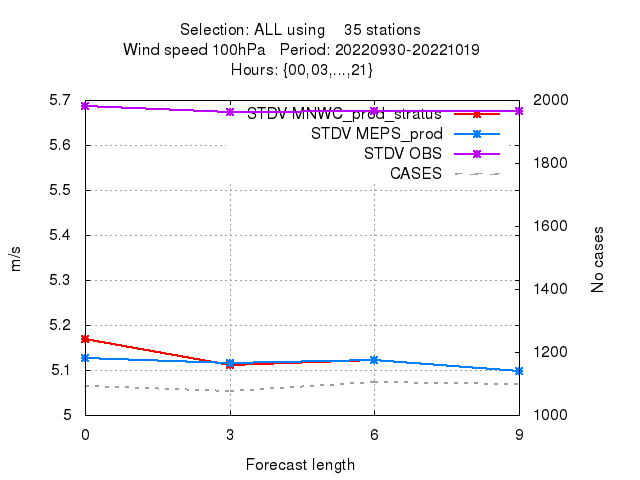 Selection: ALL using    35 stations
Wind speed 100hPa   Period: 20220930-20221019
Hours: {00,03,...,21}
STDV MNWC_prod_stratus
STDV MEPS_prod
STDV OBS
CASES
5.7
5.6
5.5
5.4
5.3
5.2
5.1
5
m/s
2000
1800
1600
1400
1200
1000
No cases
0 3 6 9
Forecast length